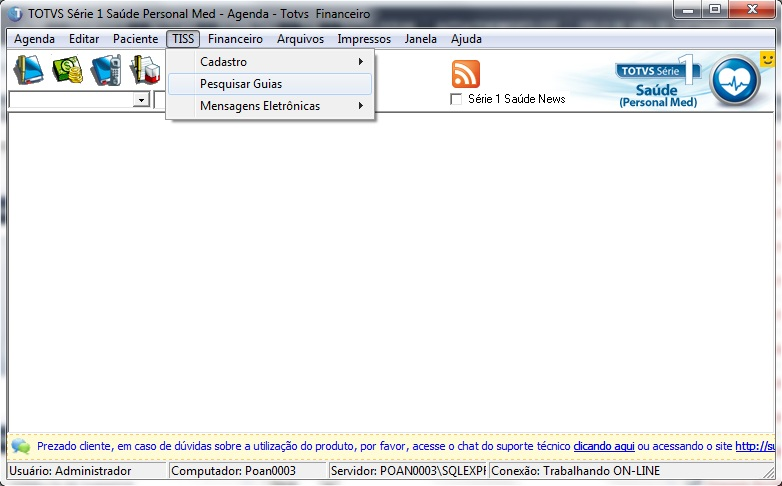 TOTVS Série 1 Saúde Personal Med - Agenda - Totvs Financeiro
Agenda Editar Paciente TISS Financeiro Arquivos Impressos Janela Ajuda
Cadastro
Pesquisar Guias
Mensagens Eletrônicas
Série 1 Saúde News
TOTVS Série 1
Saúde
(Personal Med)
Prezado cliente, em caso de dúvidas sobre a utilização do produto, por favor, acesse o chat do suporte técnico clicando aqui ou acessando o site http://su
Usuário: Administrador Computador: Poan0003 Servidor: POAN0003\SQLEXPR Conexão: Trabalhando ON-LINE